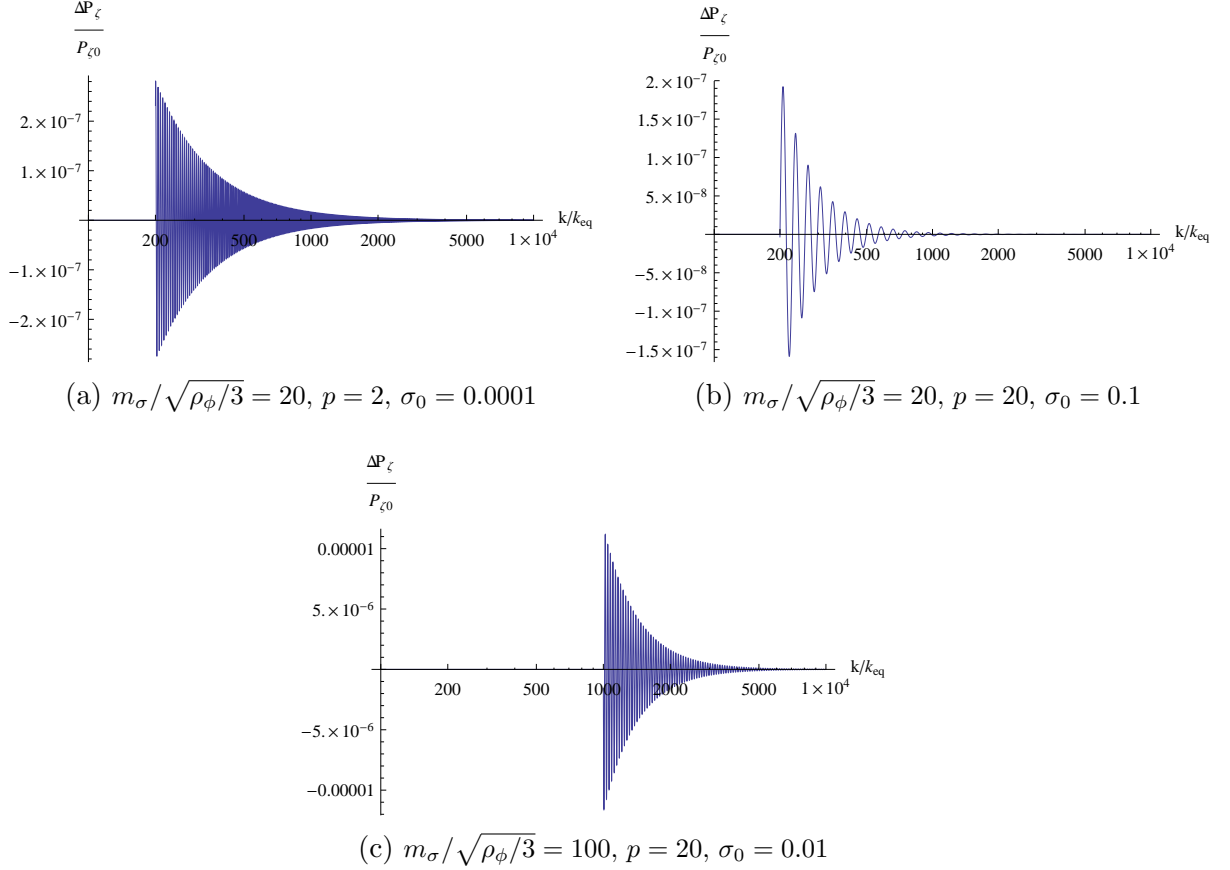 ΔP_ζ
P_ζ0
2.×10^-7
1.×10^-7
-1.×10^-7
-2.×10^-7
200 500 1000 2000 5000 1×10^4
k/k_eq
(a) m_σ/√(ρ_φ/3) = 20, p = 2, σ_0 = 0.0001
ΔP_ζ
P_ζ0
2.×10^-7
1.5×10^-7
1.×10^-7
5.×10^-8
-5.×10^-8
-1.×10^-7
-1.5×10^-7
200 500 1000 2000 5000 1×10^4
k/k_eq
(b) m_σ/√(ρ_φ/3) = 20, p = 20, σ_0 = 0.1
ΔP_ζ
P_ζ0
0.00001
5.×10^-6
-5.×10^-6
-0.00001
200 500 1000 2000 5000 1×10^4
k/k_eq
(c) m_σ/√(ρ_φ/3) = 100, p = 20, σ_0 = 0.01